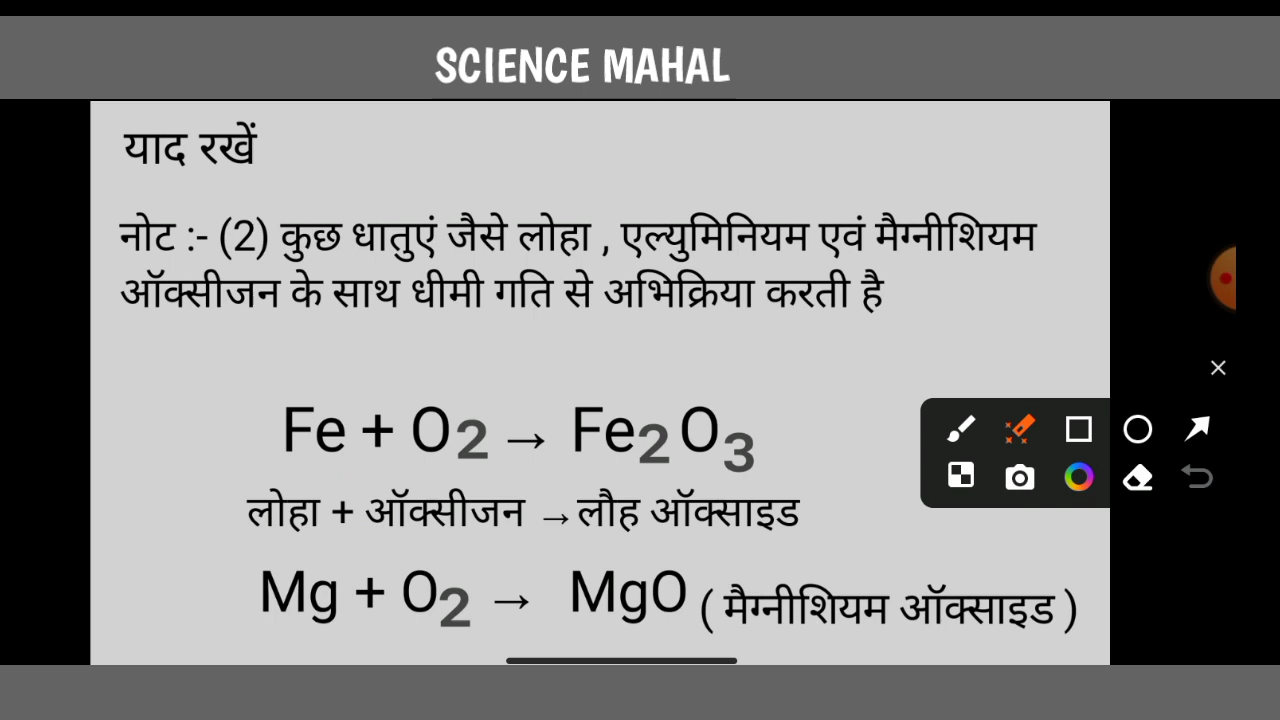 SCIENCE MAHAL
याद रखें
नोट :- (2) कुछ धातुएं जैसे लोहा , एल्युमिनियम एवं मैग्नीशियम
ऑक्सीजन के साथ धीमी गति से अभिक्रिया करती है
Fe + O2 → Fe2O3
लोहा + ऑक्सीजन → लौह ऑक्साइड
Mg + O2 → MgO ( मैग्नीशियम ऑक्साइड )